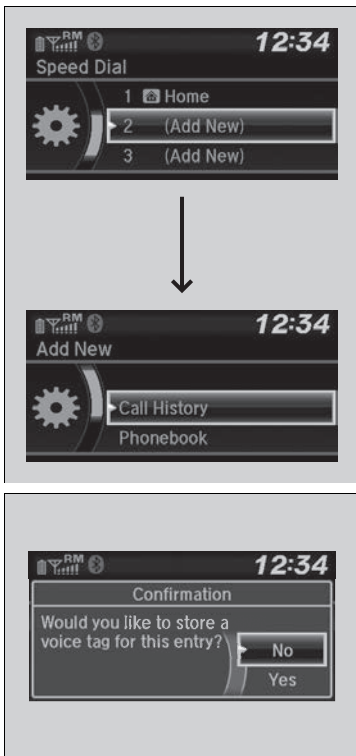 RM 12:34
Speed Dial
1 Home
2 (Add New)
3 (Add New)
RM 12:34
Add New
Call History
Phonebook
RM 12:34
Confirmation
Would you like to store a
voice tag for this entry?
No
Yes